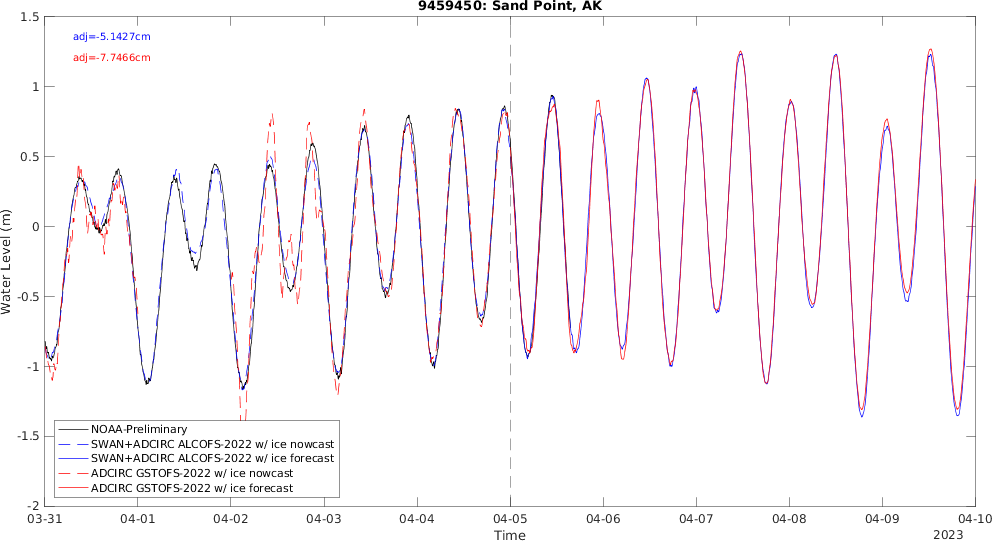 9459450: Sand Point, AK
adj=-5.1427cm
adj=-7.7466cm
1.5
1
0.5
0
-0.5
-1
-1.5
-2
Water Level (m)
NOAA-Preliminary
SWAN+ADCIRC ALCOFS-2022 w/ ice nowcast
SWAN+ADCIRC ALCOFS-2022 w/ ice forecast
ADCIRC GSTOFS-2022 w/ ice nowcast
ADCIRC GSTOFS-2022 w/ ice forecast
03-31 04-01 04-02 04-03 04-04 04-05 04-06 04-07 04-08 04-09 04-10
Time
2023